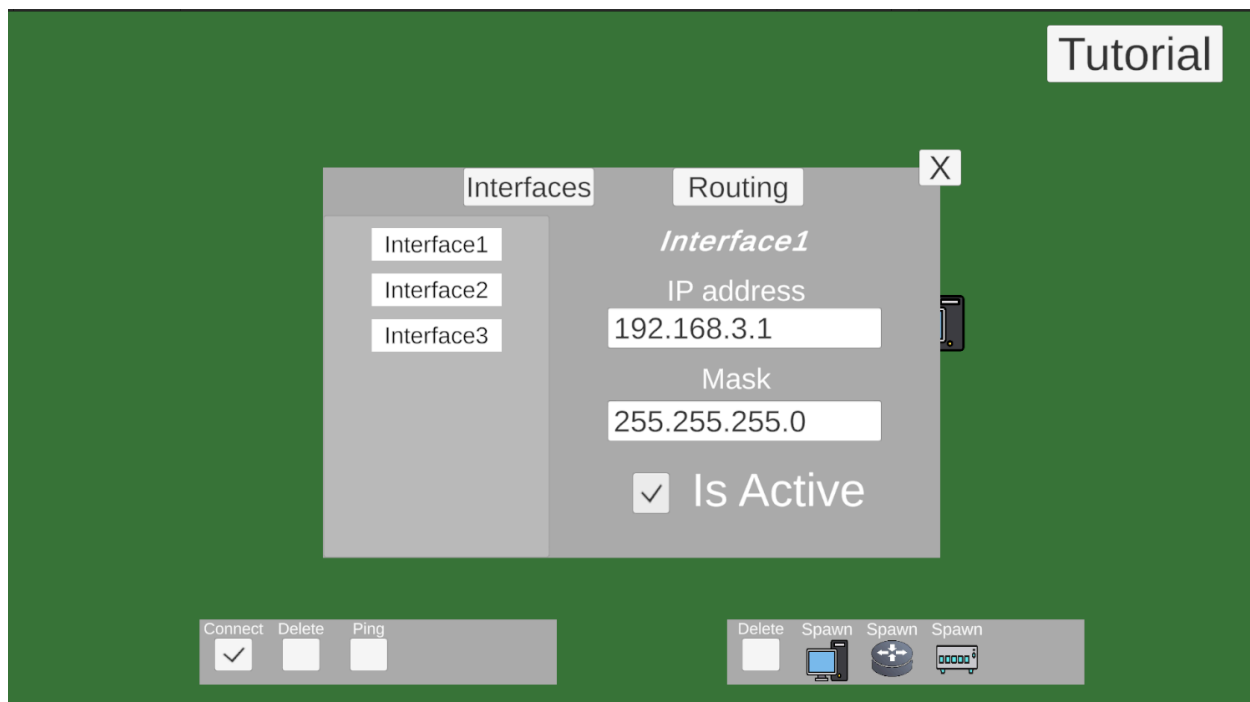 Tutorial
X
Interfaces Routing
Interface1
Interface2
Interface3
Interface1
IP address
192.168.3.1
Mask
255.255.255.0
Is Active
Connect Delete Ping
Delete Spawn Spawn Spawn